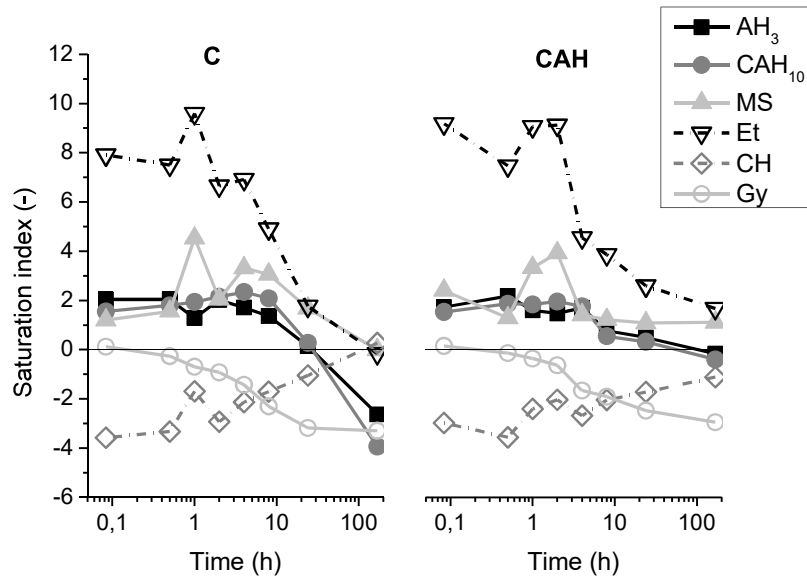 C
CAH
AH3
CAH10
MS
Et
CH
Gy
Saturation index (-)
12
10
8
6
4
2
0
-2
-4
-6
0,1 1 10 100
0,1 1 10 100
Time (h)
Time (h)